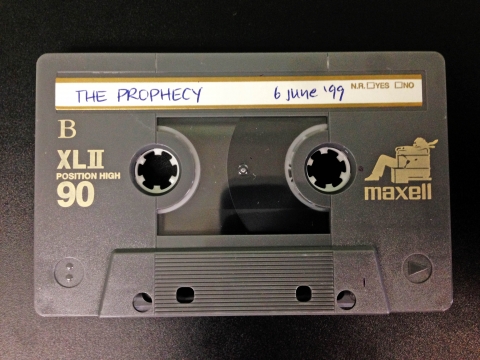 THE PROPHECY 6 june '99 N.R. ☐YES ☐NO
B
XLII
POSITION HIGH
90
maxell